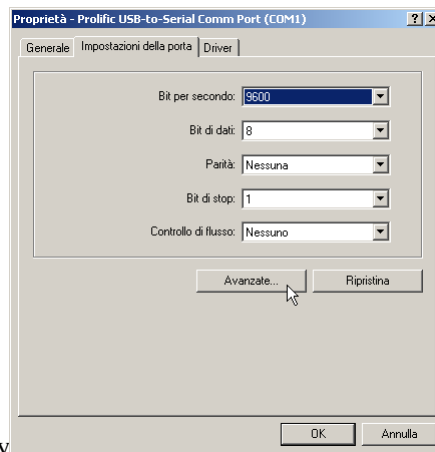 Proprietà - Prolific USB-to-Serial Comm Port (COM1)
Generale Impostazioni della porta Driver
Bit per secondo: 9600
Bit di dati: 8
Parità: Nessuna
Bit di stop: 1
Controllo di flusso: Nessuno
Avanzate... Ripristina
OK Annulla
y